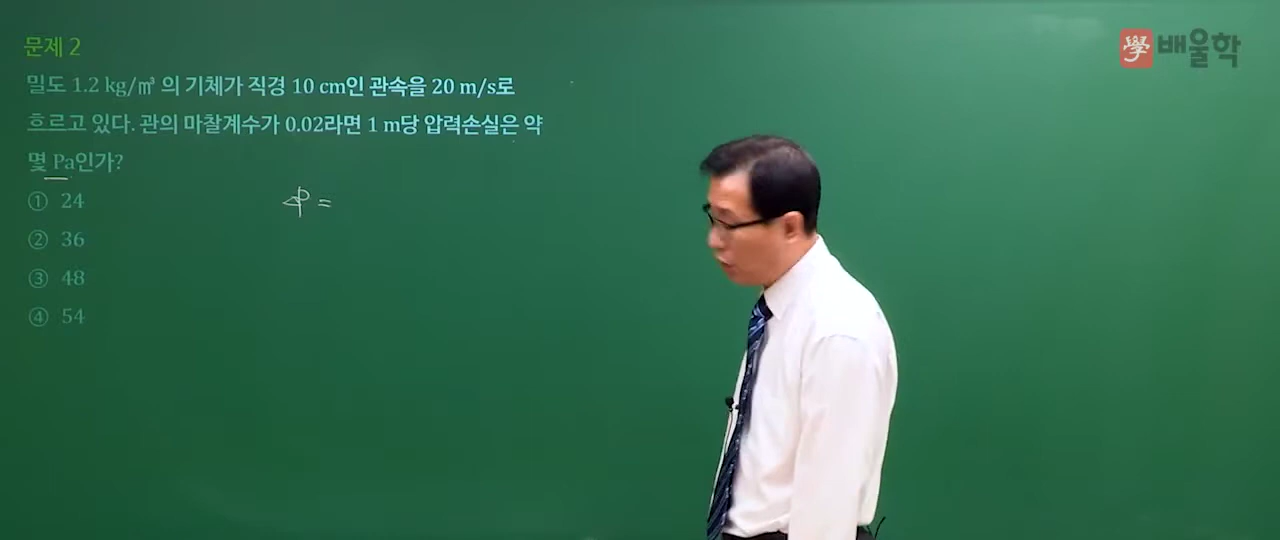 문제 2
學 배울학
밀도 1.2 kg/㎥ 의 기체가 직경 10 cm인 관속을 20 m/s로
흐르고 있다. 관의 마찰계수가 0.02라면 1 m당 압력손실은 약
몇 Pa인가?
① 24
△P =
② 36
③ 48
④ 54